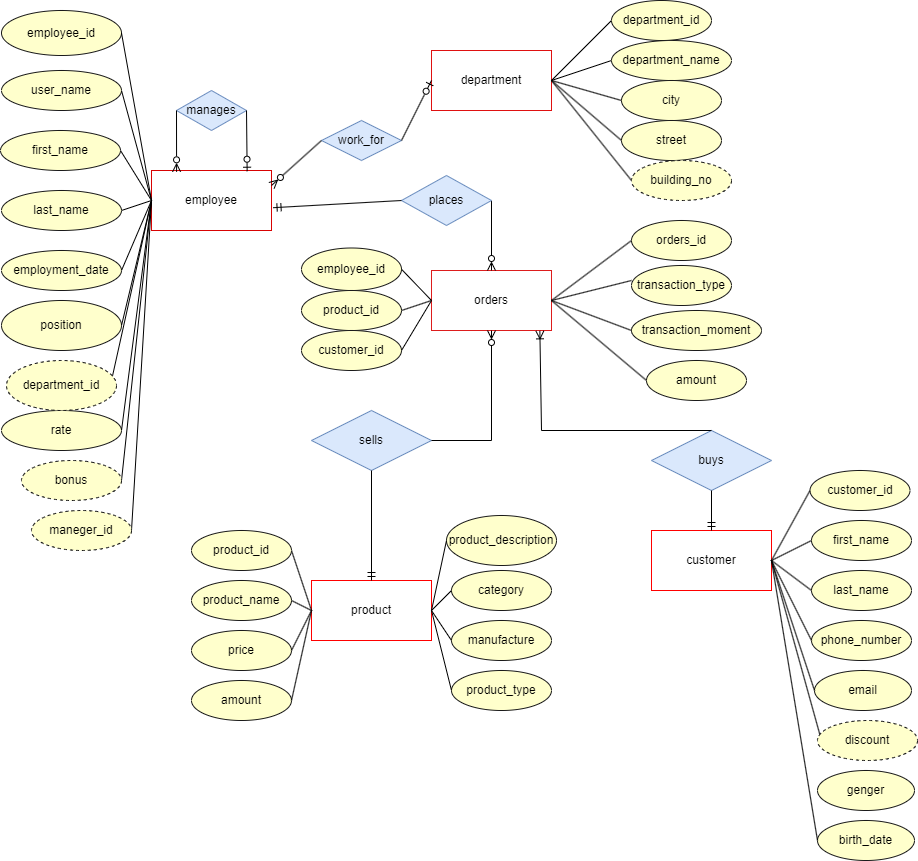 employee_id
user_name
first_name
last_name
employment_date
position
department_id
rate
bonus
maneger_id
manages
employee
work_for
department
department_id
department_name
city
street
building_no
places
employee_id
product_id
customer_id
orders
orders_id
transaction_type
transaction_moment
amount
sells
buys
product_id
product_name
price
amount
product
product_description
category
manufacture
product_type
customer
customer_id
first_name
last_name
phone_number
email
discount
genger
birth_date